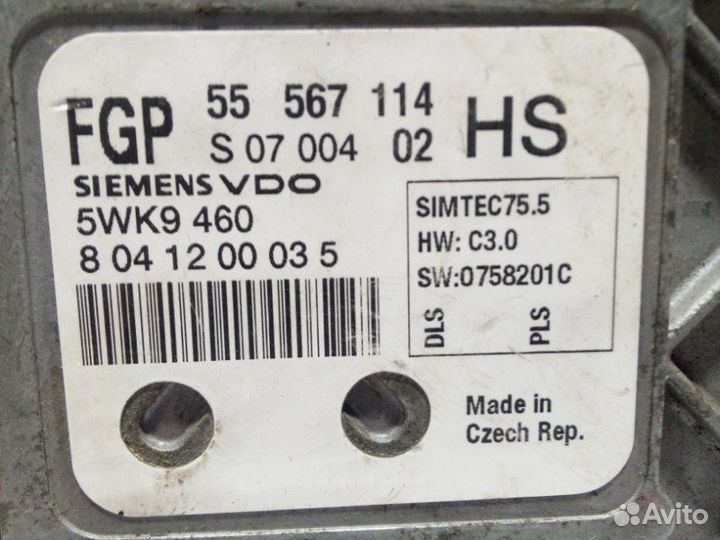 FGP 55 567 114 HS
S 07 004 02
SIEMENS VDO
5WK9 460
8 04 12 00 03 5
SIMTEC75.5
HW: C3.0
SW:0758201C
DLS PLS
Made in
Czech Rep.
Avito